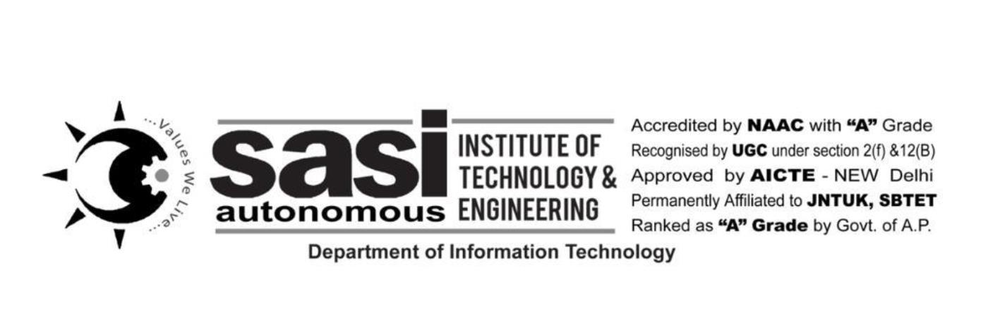 ...Values We Live...
sasi
autonomous
INSTITUTE OF
TECHNOLOGY &
ENGINEERING
Accredited by NAAC with “A” Grade
Recognised by UGC under section 2(f) &12(B)
Approved by AICTE - NEW Delhi
Permanently Affiliated to JNTUK, SBTET
Ranked as “A” Grade by Govt. of A.P.
Department of Information Technology